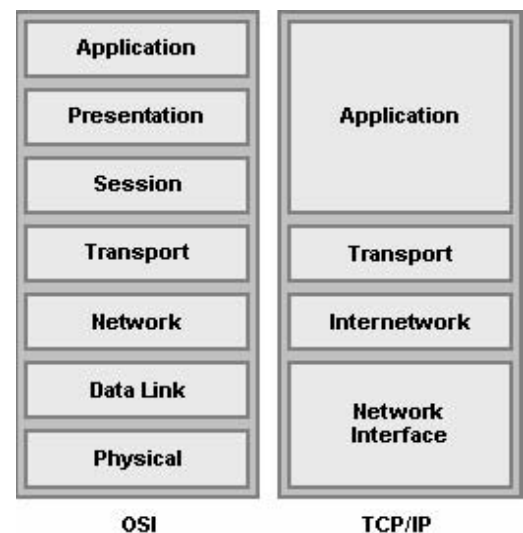 Application
Presentation
Session
Transport
Network
Data Link
Physical
OSI
Application
Transport
Internetwork
Network
Interface
TCP/IP